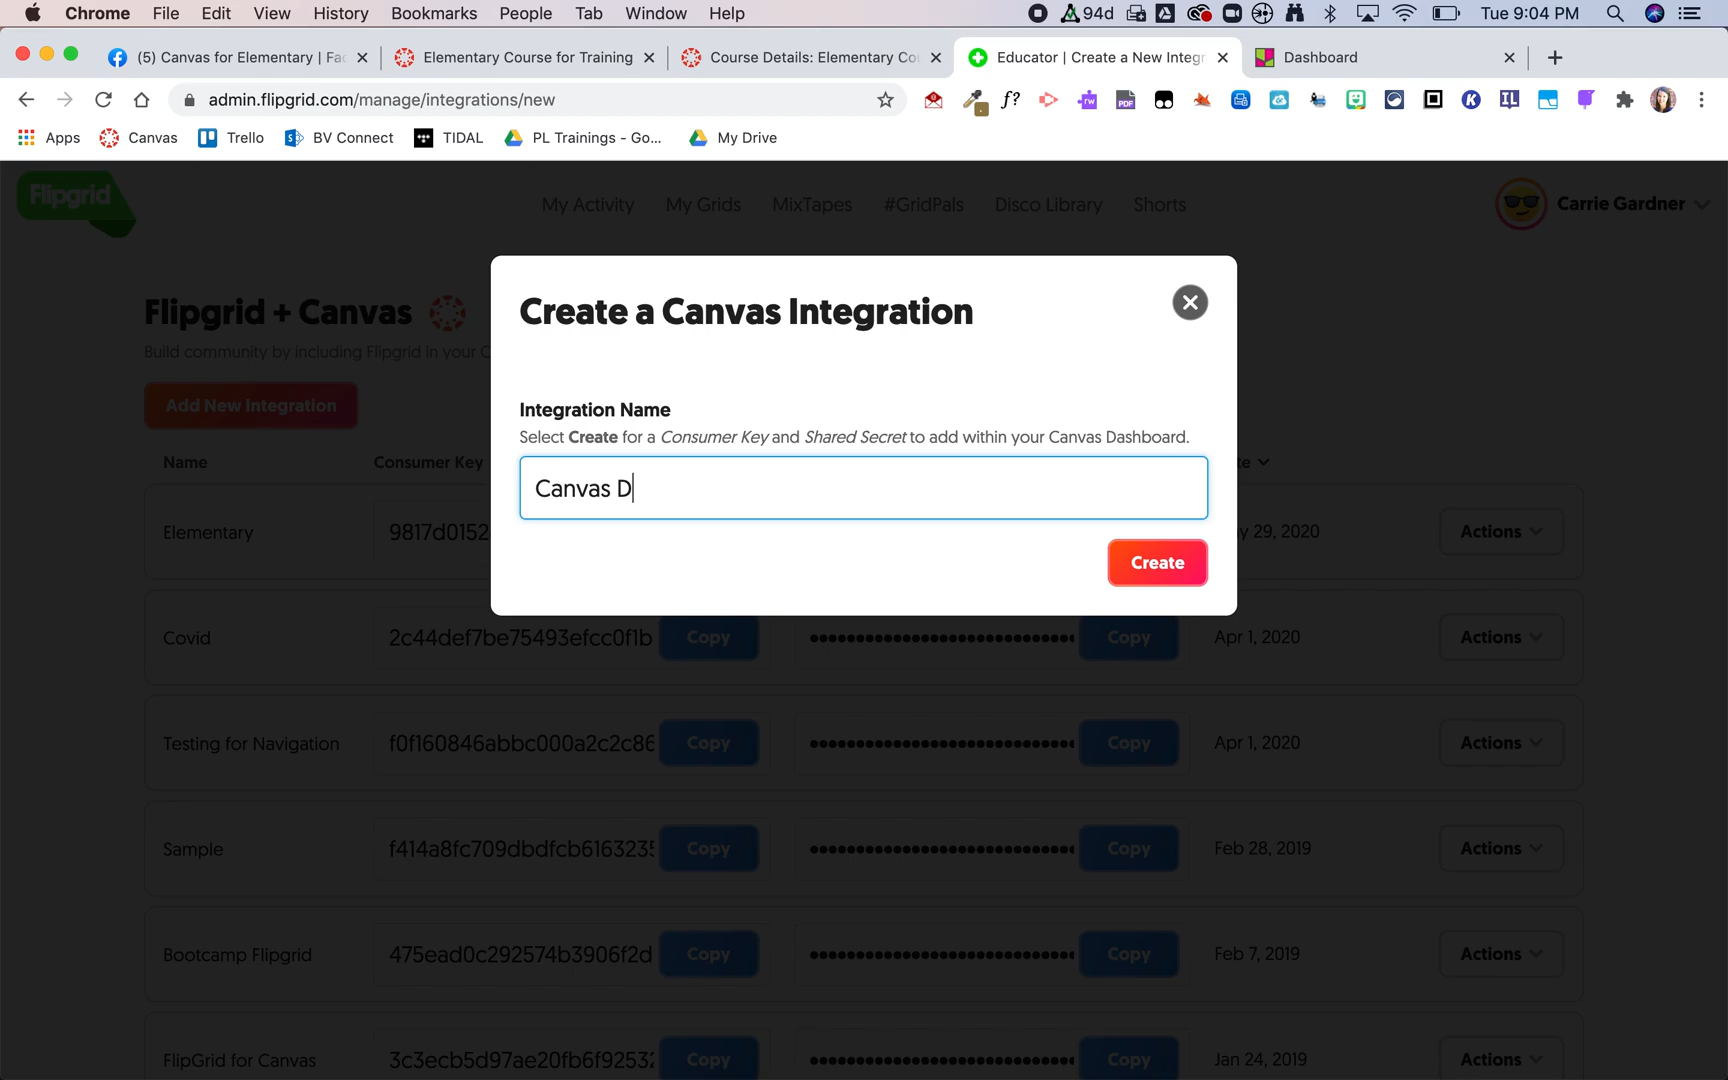 Chrome File Edit View History Bookmarks People Tab Window Help 94d Tue 9:04 PM
(5) Canvas for Elementary | Fac Elementary Course for Training Course Details: Elementary Co Educator | Create a New Integr Dashboard
admin.flipgrid.com/manage/integrations/new
Apps Canvas Trello BV Connect TIDAL PL Trainings - Go... My Drive
Flipgrid My Activity My Grids MixTapes #GridPals Disco Library Shorts Carrie Gardner
Flipgrid + Canvas
Build community by including Flipgrid in your C
Add New Integration
Create a Canvas Integration
Integration Name
Select Create for a Consumer Key and Shared Secret to add within your Canvas Dashboard.
Canvas D
Create
Name Consumer Key te
Elementary 9817d0152 y 29, 2020 Actions
Covid 2c44def7be75493efcc0f1b Copy Copy Apr 1, 2020 Actions
Testing for Navigation f0f160846abbc000a2c2c86 Copy Copy Apr 1, 2020 Actions
Sample f414a8fc709dbdfcb6163235 Copy Copy Feb 28, 2019 Actions
Bootcamp Flipgrid 475ead0c292574b3906f2d Copy Copy Feb 7, 2019 Actions
FlipGrid for Canvas 3c3ecb5d97ae20fb6f92532 Copy Copy Jan 24, 2019 Actions